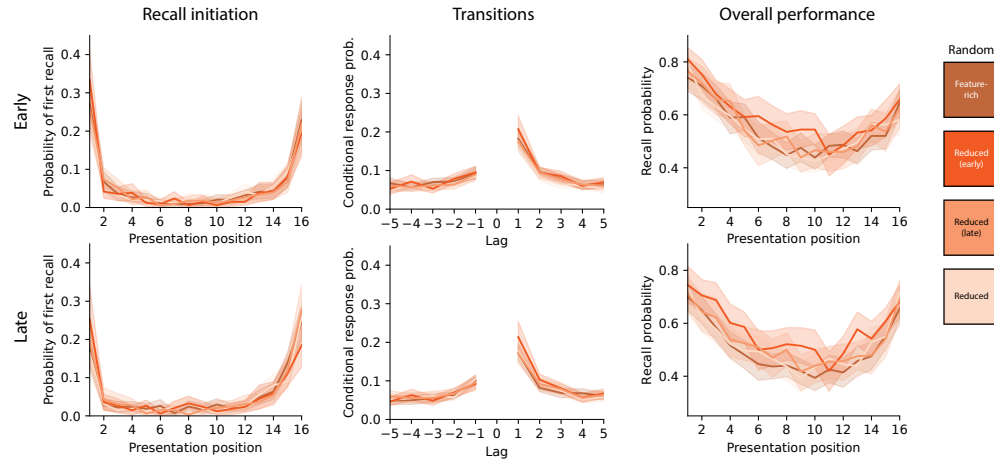 Recall initiation
Transitions
Overall performance
Early
Probability of first recall
0.4
0.3
0.2
0.1
0.0
2 4 6 8 10 12 14 16
Presentation position
Conditional response prob.
0.4
0.3
0.2
0.1
0.0
−5 −4 −3 −2 −1 0 1 2 3 4 5
Lag
Recall probability
0.8
0.6
0.4
2 4 6 8 10 12 14 16
Presentation position
Random
Feature-
rich
Reduced
(early)
Reduced
(late)
Reduced
Late
Probability of first recall
0.4
0.3
0.2
0.1
0.0
2 4 6 8 10 12 14 16
Presentation position
Conditional response prob.
0.4
0.3
0.2
0.1
0.0
−5 −4 −3 −2 −1 0 1 2 3 4 5
Lag
Recall probability
0.8
0.6
0.4
2 4 6 8 10 12 14 16
Presentation position